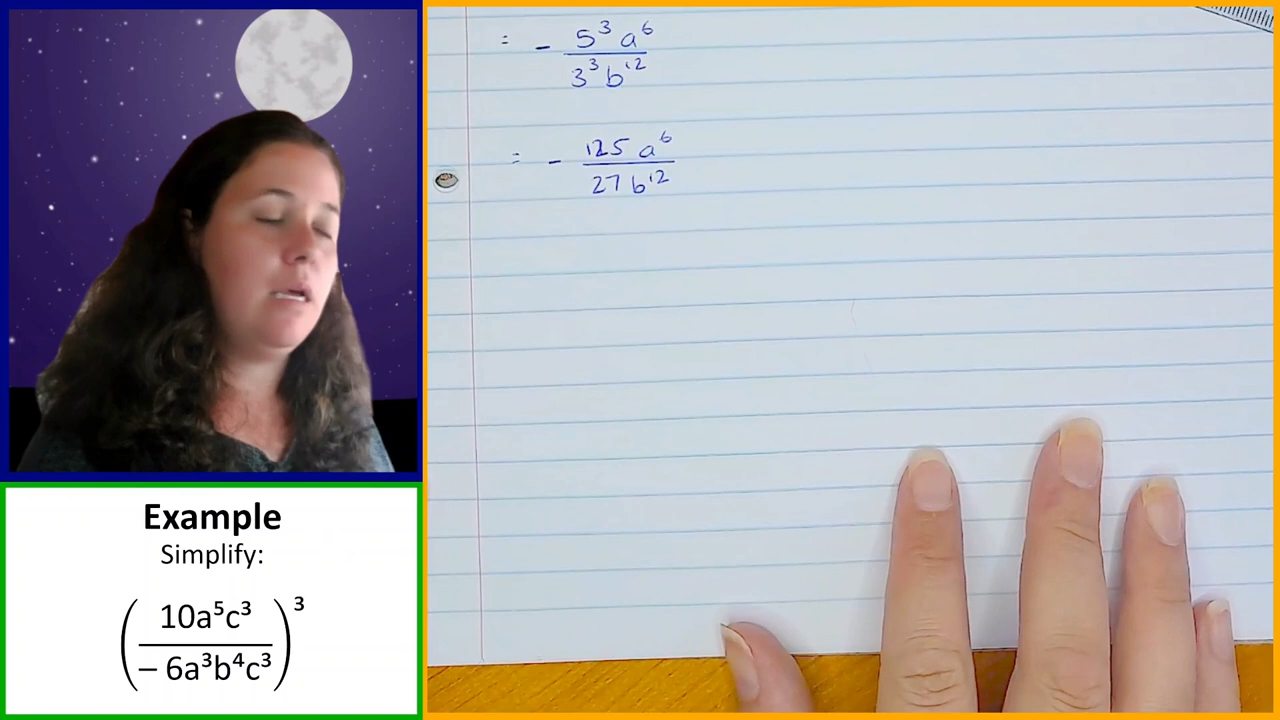 = - 5³ a⁶
3³ b¹²
= - 125 a⁶
27 b¹²
Example
Simplify:
(10a⁵c³
– 6a³b⁴c³)³